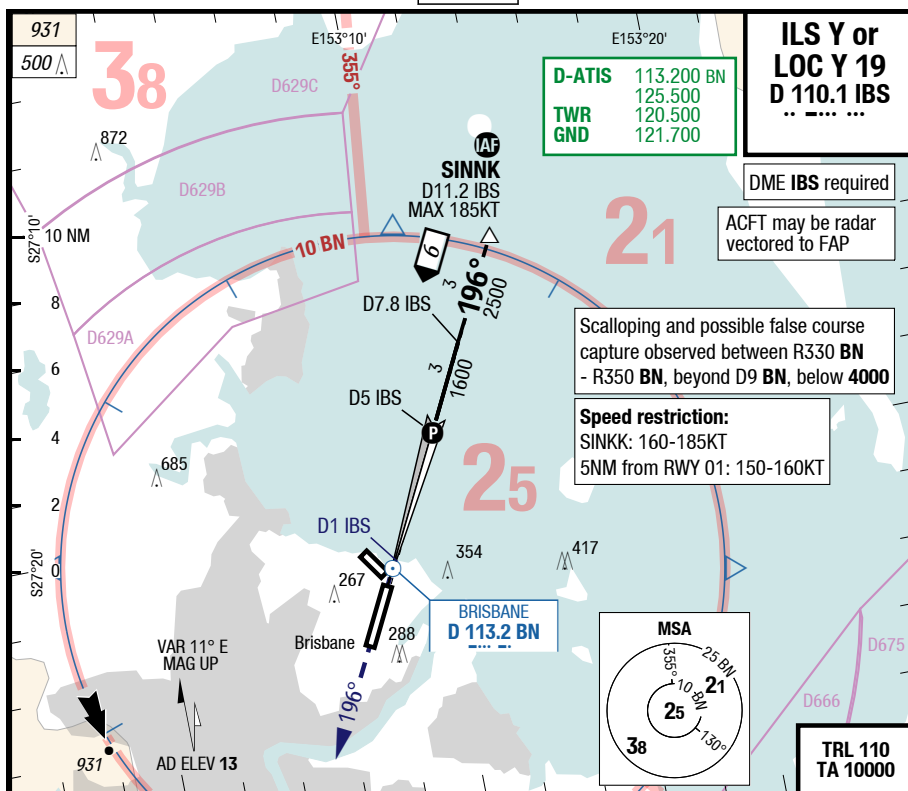 931
500
38
E153°10'
E153°20'
355°
D629C
D-ATIS 113.200 BN
125.500
TWR 120.500
GND 121.700
ILS Y or
LOC Y 19
D 110.1 IBS
872
D629B
IAF
SINNK
D11.2 IBS
MAX 185KT
DME IBS required
ACFT may be radar
vectored to FAP
21
S27°10'
10 NM
10 BN
6
3
196°
2500
8
D7.8 IBS
D629A
Scalloping and possible false course
capture observed between R330 BN
- R350 BN, beyond D9 BN, below 4000
6
3
1600
D5 IBS
P
Speed restriction:
SINKK: 160-185KT
5NM from RWY 01: 150-160KT
4
685
25
2
D1 IBS
S27°20'
0
267
354
417
BRISBANE
D 113.2 BN
Brisbane
288
VAR 11° E
MAG UP
196°
931
AD ELEV 13
MSA
25 BN
355°
10 BN
21
25
130°
38
D675
D666
TRL 110
TA 10000